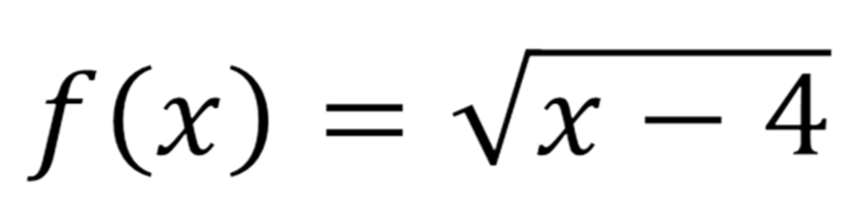 f(x) = √(x − 4)